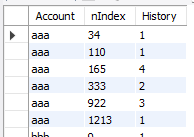 Account nIndex History
aaa 34 1
aaa 110 1
aaa 165 4
aaa 333 2
aaa 922 3
aaa 1213 1